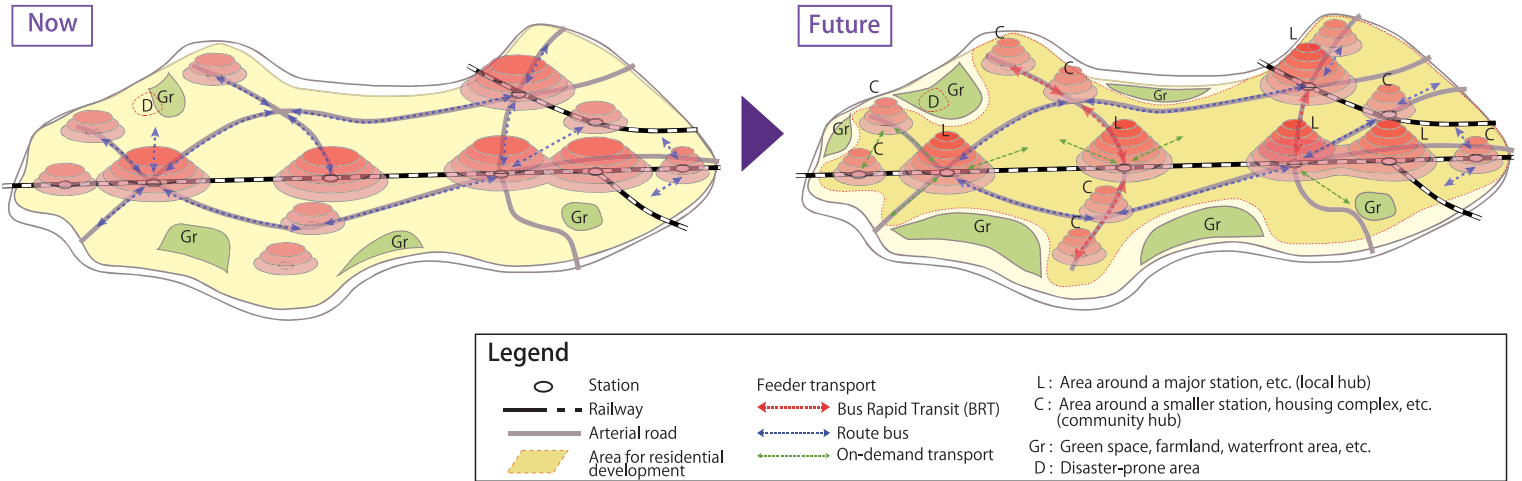 Now
D
Gr
Gr
Gr
Gr
Future
C
C
C
C
C
C
C
C
L
L
L
L
L
D
Gr
Gr
Gr
Gr
Gr
Gr
Legend
Station
Railway
Arterial road
Area for residential
development
Feeder transport
Bus Rapid Transit (BRT)
Route bus
On-demand transport
L : Area around a major station, etc. (local hub)
C : Area around a smaller station, housing complex, etc.
(community hub)
Gr : Green space, farmland, waterfront area, etc.
D : Disaster-prone area